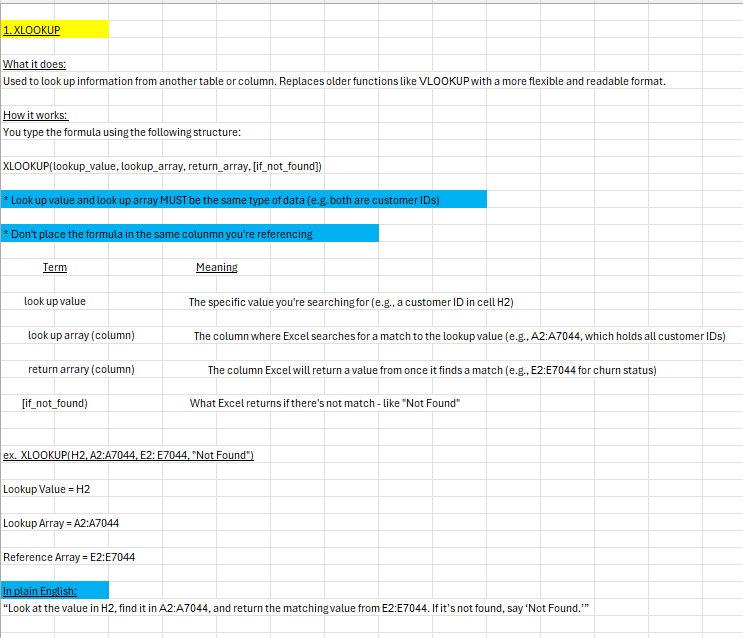 1. XLOOKUP
What it does:
Used to look up information from another table or column. Replaces older functions like VLOOKUP with a more flexible and readable format.
How it works:
You type the formula using the following structure:
XLOOKUP(lookup_value, lookup_array, return_array, [if_not_found])
* Look up value and look up array MUST be the same type of data (e.g. both are customer IDs)
* Don't place the formula in the same colunmn you're referencing
Term Meaning
look up value The specific value you're searching for (e.g., a customer ID in cell H2)
look up array (column) The column where Excel searches for a match to the lookup value (e.g., A2:A7044, which holds all customer IDs)
return arrary (column) The column Excel will return a value from once it finds a match (e.g., E2:E7044 for churn status)
[if_not_found) What Excel returns if there's not match - like "Not Found"
ex. XLOOKUP(H2, A2:A7044, E2: E7044, "Not Found")
Lookup Value = H2
Lookup Array = A2:A7044
Reference Array = E2:E7044
In plain English:
“Look at the value in H2, find it in A2:A7044, and return the matching value from E2:E7044. If it’s not found, say ‘Not Found.’”